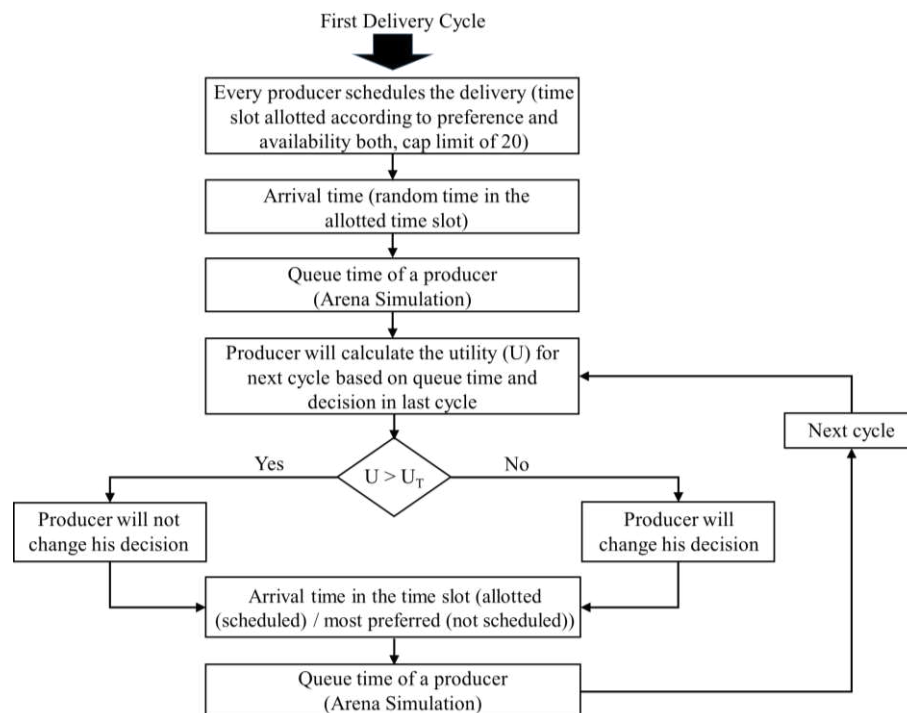 First Delivery Cycle
Every producer schedules the delivery (time
slot allotted according to preference and
availability both, cap limit of 20)
Arrival time (random time in the
allotted time slot)
Queue time of a producer
(Arena Simulation)
Producer will calculate the utility (U) for
next cycle based on queue time and
decision in last cycle
Next cycle
Yes
No
U > U_T
Producer will not
change his decision
Producer will
change his decision
Arrival time in the time slot (allotted
(scheduled) / most preferred (not scheduled))
Queue time of a producer
(Arena Simulation)